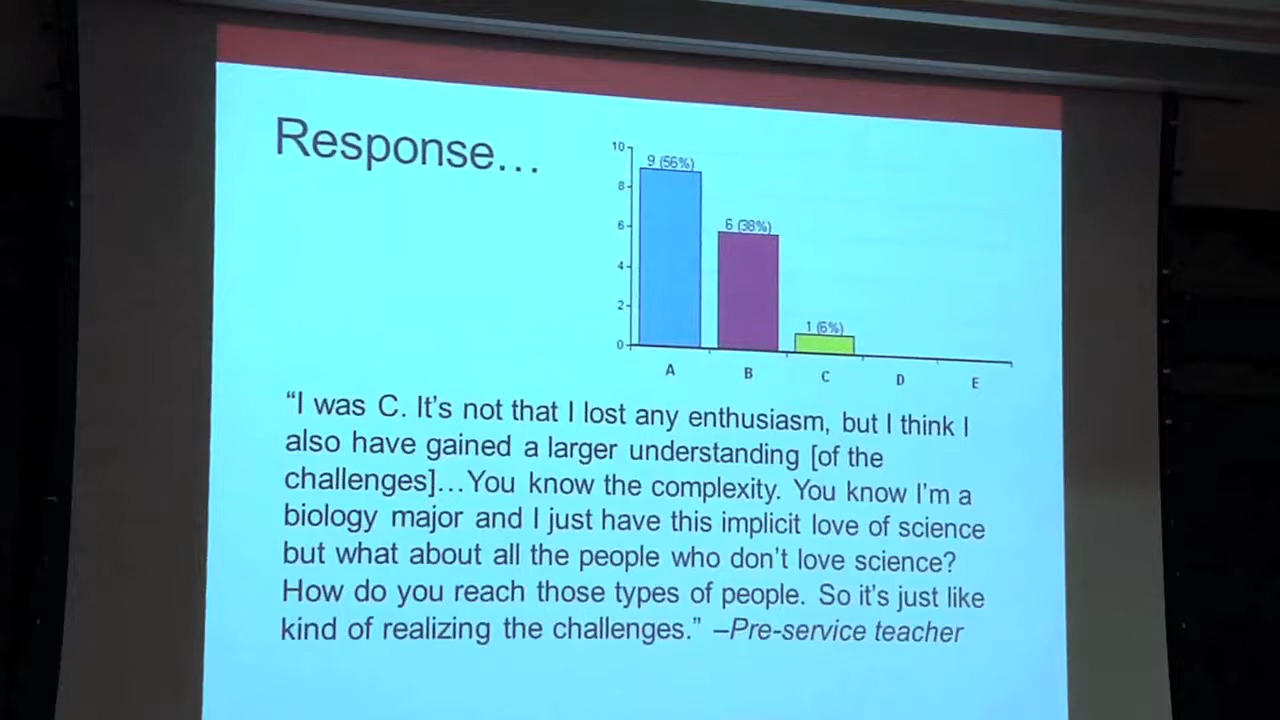 Response...
10
9 (56%)
8
6 (38%)
6
4
2
1 (6%)
0
A B C D E
“I was C. It’s not that I lost any enthusiasm, but I think I
also have gained a larger understanding [of the
challenges]...You know the complexity. You know I’m a
biology major and I just have this implicit love of science
but what about all the people who don’t love science?
How do you reach those types of people. So it’s just like
kind of realizing the challenges.” –Pre-service teacher